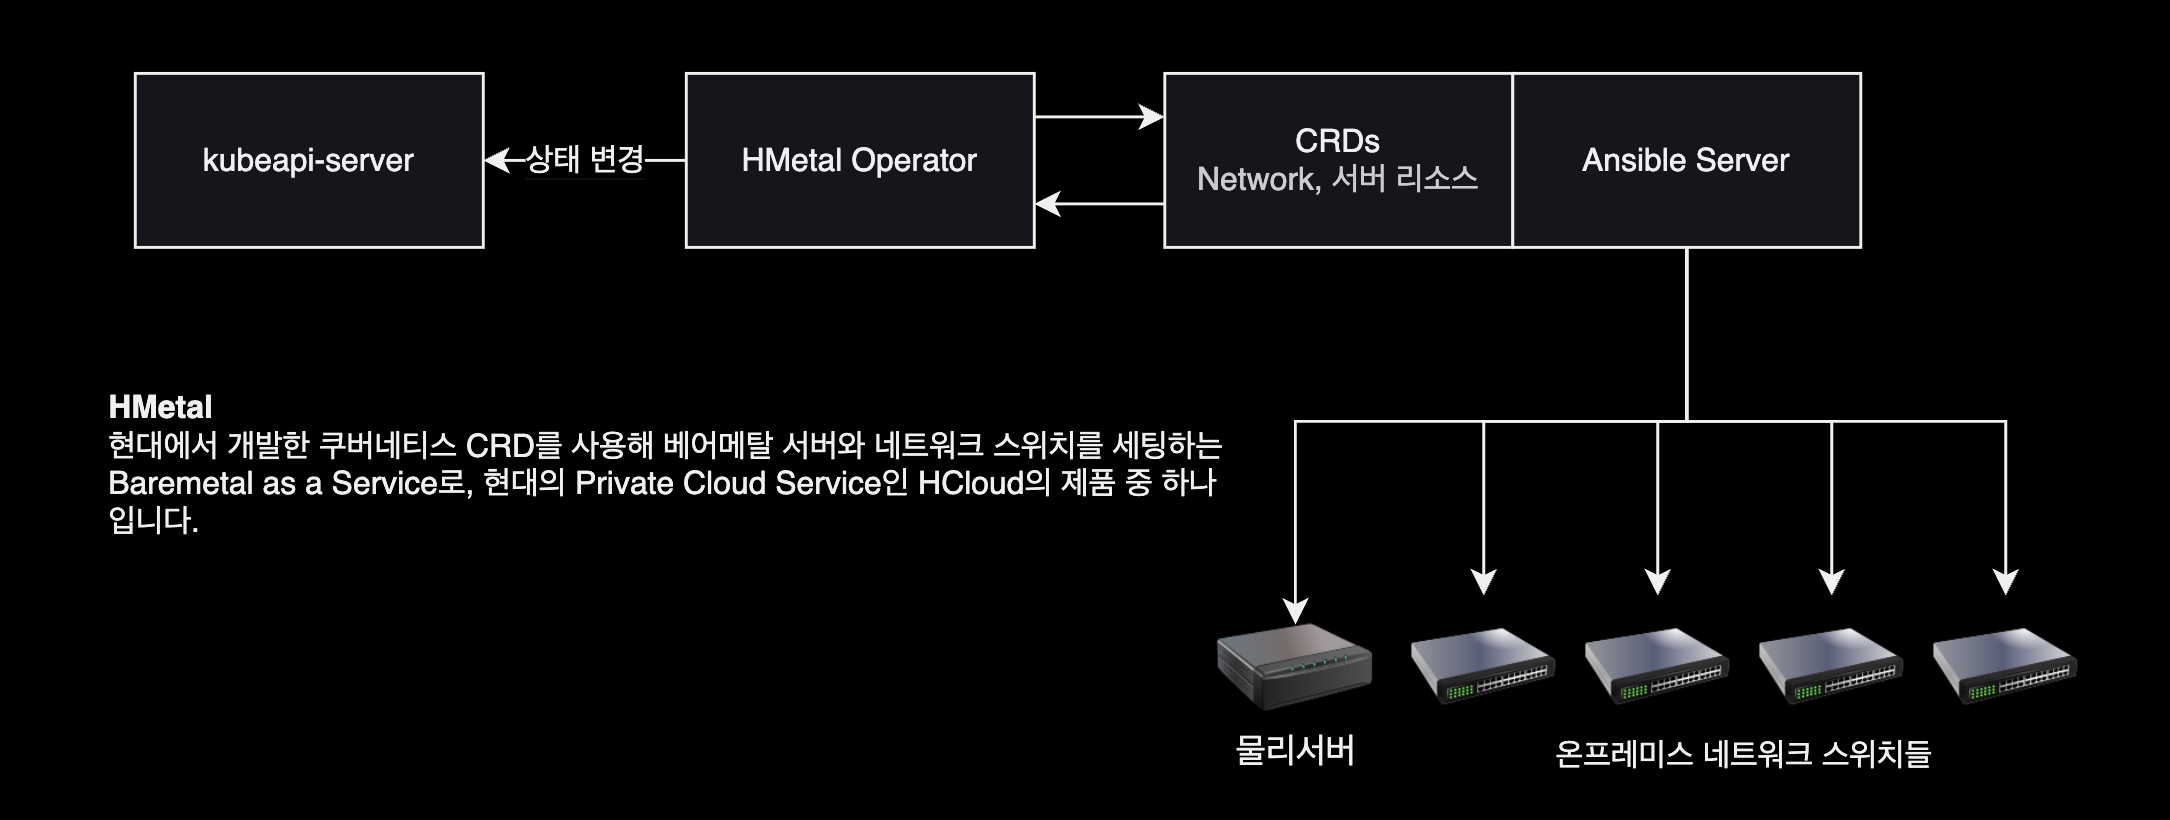 kubeapi-server
상태 변경
HMetal Operator
CRDs
Network, 서버 리소스
Ansible Server
HMetal
현대에서 개발한 쿠버네티스 CRD를 사용해 베어메탈 서버와 네트워크 스위치를 세팅하는
Baremetal as a Service로, 현대의 Private Cloud Service인 HCloud의 제품 중 하나
입니다.
물리서버
온프레미스 네트워크 스위치들